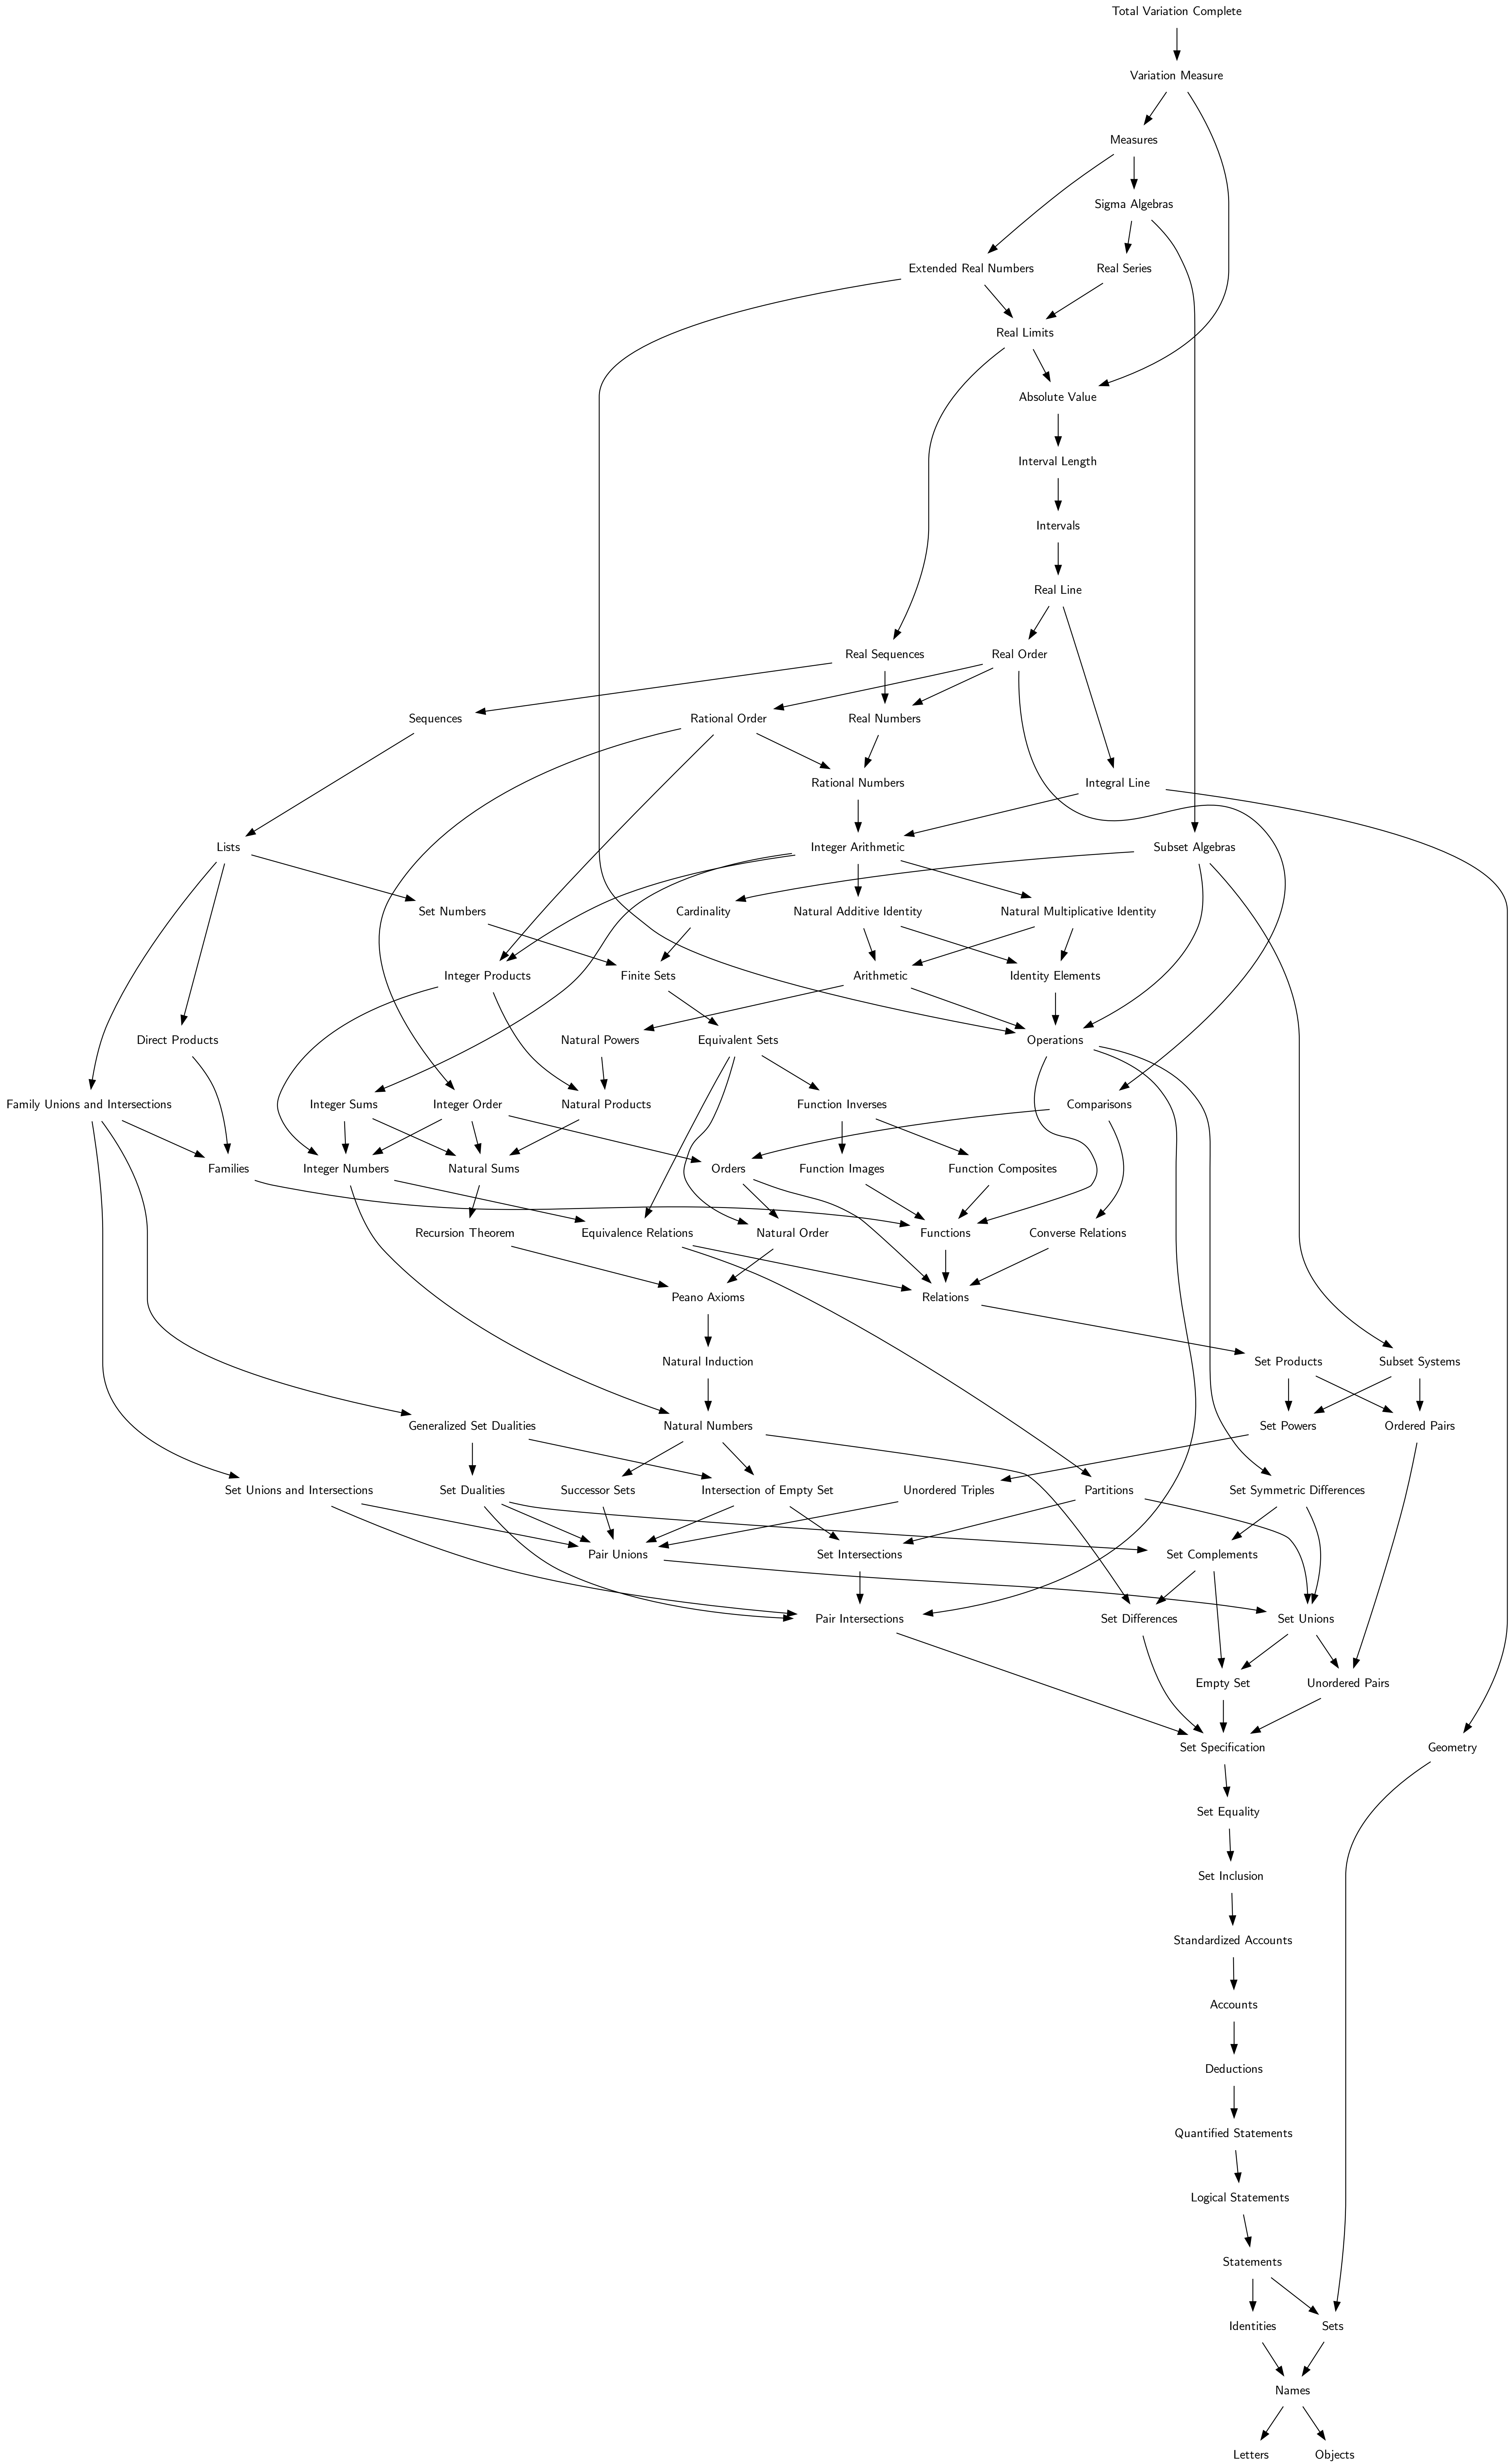 Total Variation Complete
Variation Measure
Measures
Sigma Algebras
Extended Real Numbers
Real Series
Real Limits
Absolute Value
Interval Length
Intervals
Real Line
Real Sequences
Real Order
Sequences
Rational Order
Real Numbers
Rational Numbers
Integral Line
Lists
Integer Arithmetic
Subset Algebras
Set Numbers
Cardinality
Natural Additive Identity
Natural Multiplicative Identity
Integer Products
Finite Sets
Arithmetic
Identity Elements
Direct Products
Natural Powers
Equivalent Sets
Operations
Family Unions and Intersections
Integer Sums
Integer Order
Natural Products
Function Inverses
Comparisons
Families
Integer Numbers
Natural Sums
Orders
Function Images
Function Composites
Recursion Theorem
Equivalence Relations
Natural Order
Functions
Converse Relations
Peano Axioms
Relations
Natural Induction
Set Products
Subset Systems
Generalized Set Dualities
Natural Numbers
Set Powers
Ordered Pairs
Set Unions and Intersections
Set Dualities
Successor Sets
Intersection of Empty Set
Unordered Triples
Partitions
Set Symmetric Differences
Pair Unions
Set Intersections
Set Complements
Pair Intersections
Set Differences
Set Unions
Empty Set
Unordered Pairs
Set Specification
Geometry
Set Equality
Set Inclusion
Standardized Accounts
Accounts
Deductions
Quantified Statements
Logical Statements
Statements
Identities
Sets
Names
Letters
Objects